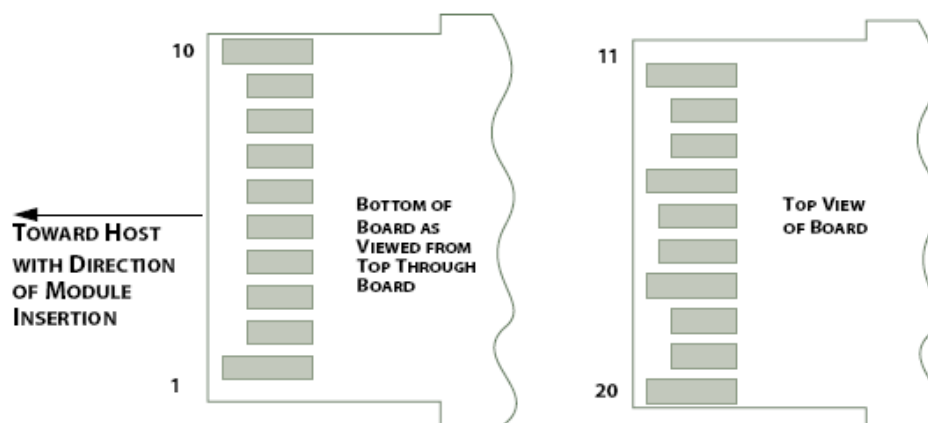 10
1
TOWARD HOST
WITH DIRECTION
OF MODULE
INSERTION
BOTTOM OF
BOARD AS
VIEWED FROM
TOP THROUGH
BOARD
11
20
TOP VIEW
OF BOARD